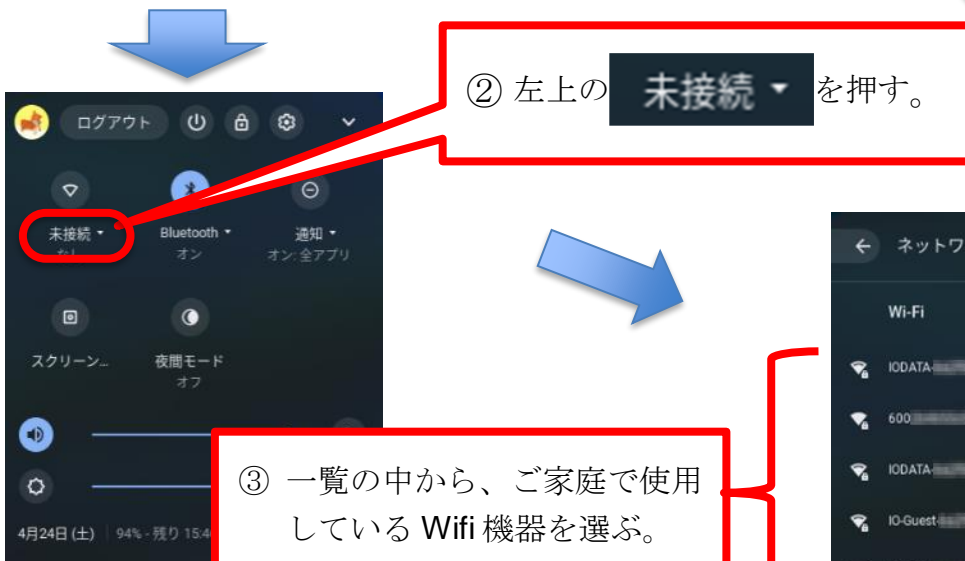 ② 左上の 未接続 を押す。
ログアウト
未接続
なし
Bluetooth
オン
通知
オン: 全アプリ
スクリーン...
夜間モード
オフ
4月24日 (土) 94% - 残り 15:4
③ 一覧の中から、ご家庭で使用
している Wifi 機器を選ぶ。
ネットワ
Wi-Fi
IODATA-
600
IODATA-
IO-Guest-